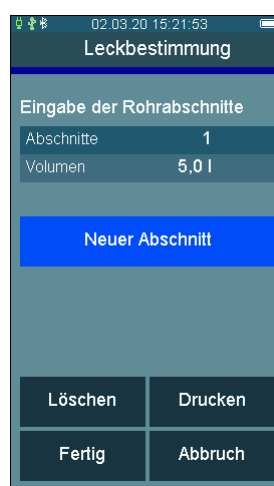 02.03.20 15:21:53
Leckbestimmung
Eingabe der Rohrabschnitte
Abschnitte 1
Volumen 5,0 l
Neuer Abschnitt
Löschen Drucken
Fertig Abbruch